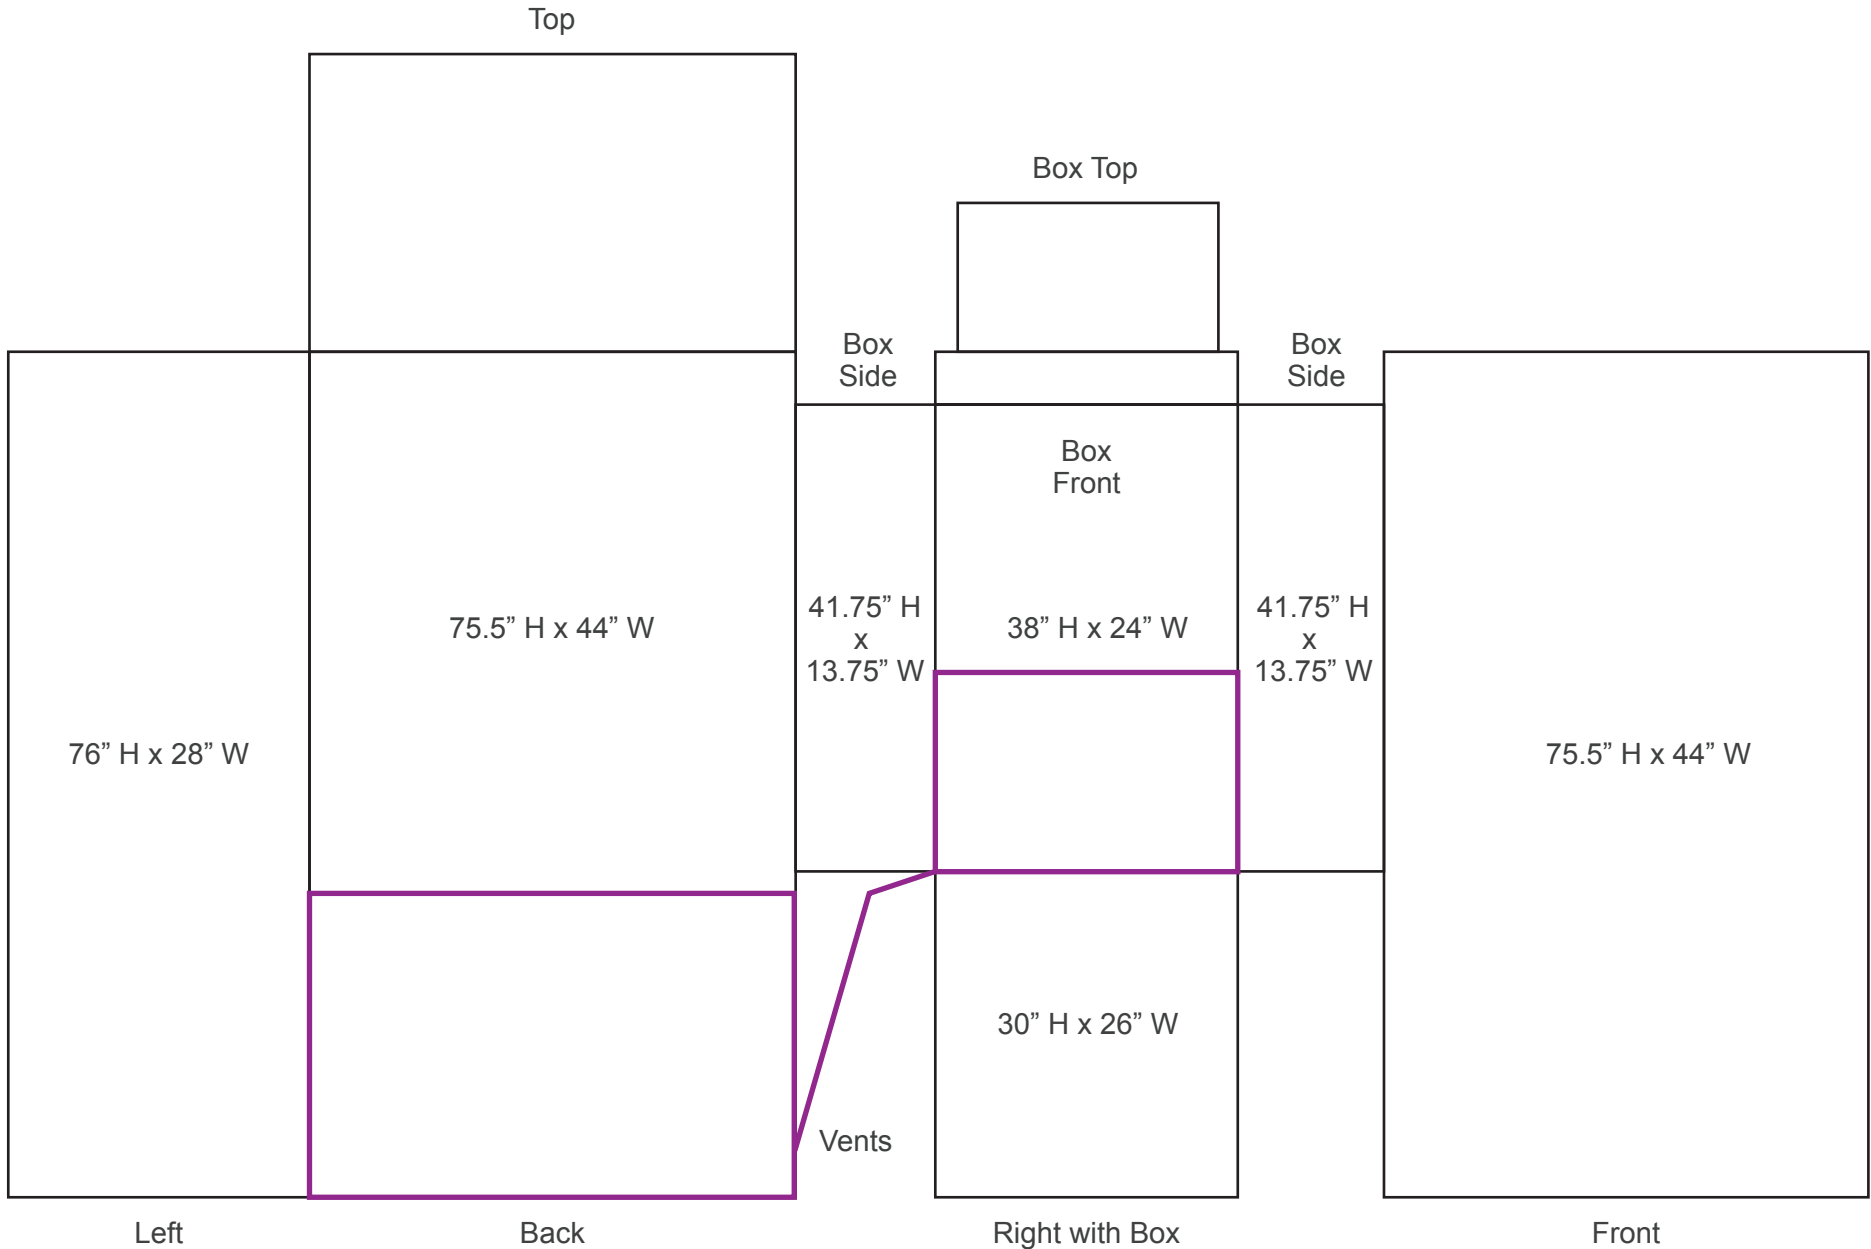 Top
Box Top
Box
Side
Box
Side
Box
Front
41.75” H
x
13.75” W
41.75” H
x
13.75” W
75.5” H x 44” W
38” H x 24” W
76” H x 28” W
75.5” H x 44” W
30” H x 26” W
Vents
Left
Back
Right with Box
Front